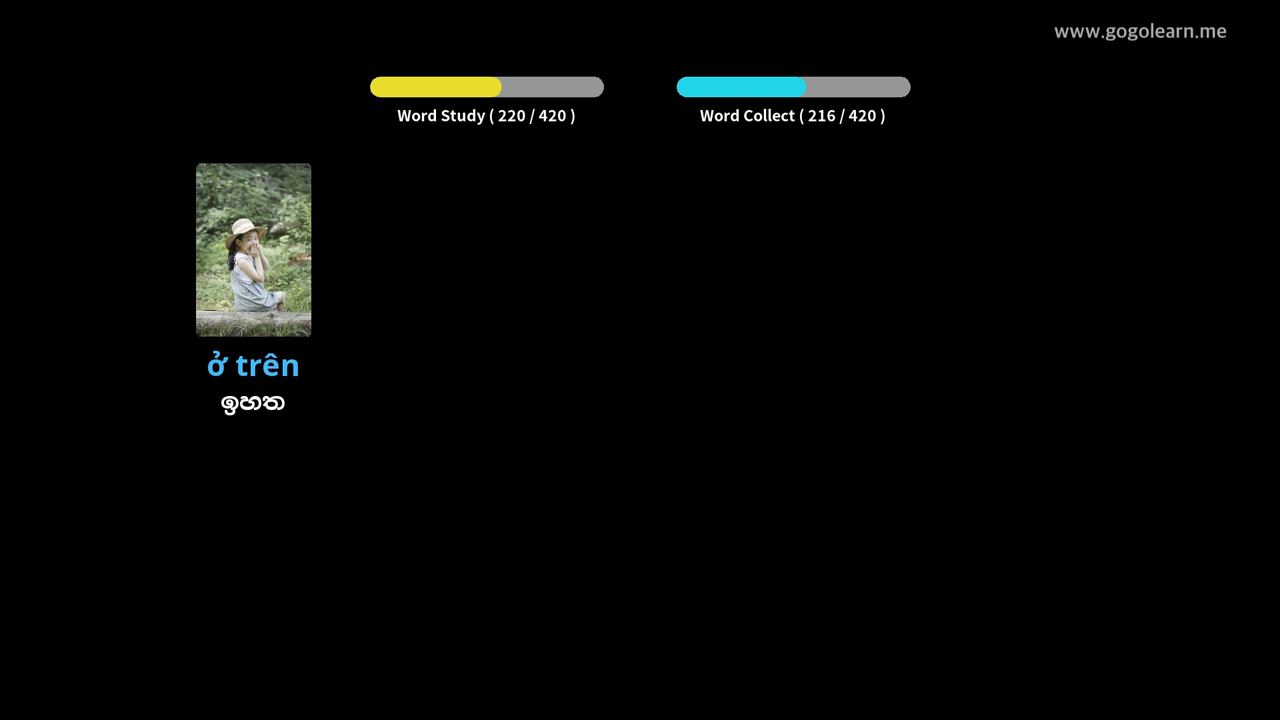 www.gogolearn.me
Word Study ( 220 / 420 )
Word Collect ( 216 / 420 )
ở trên
ඉහත